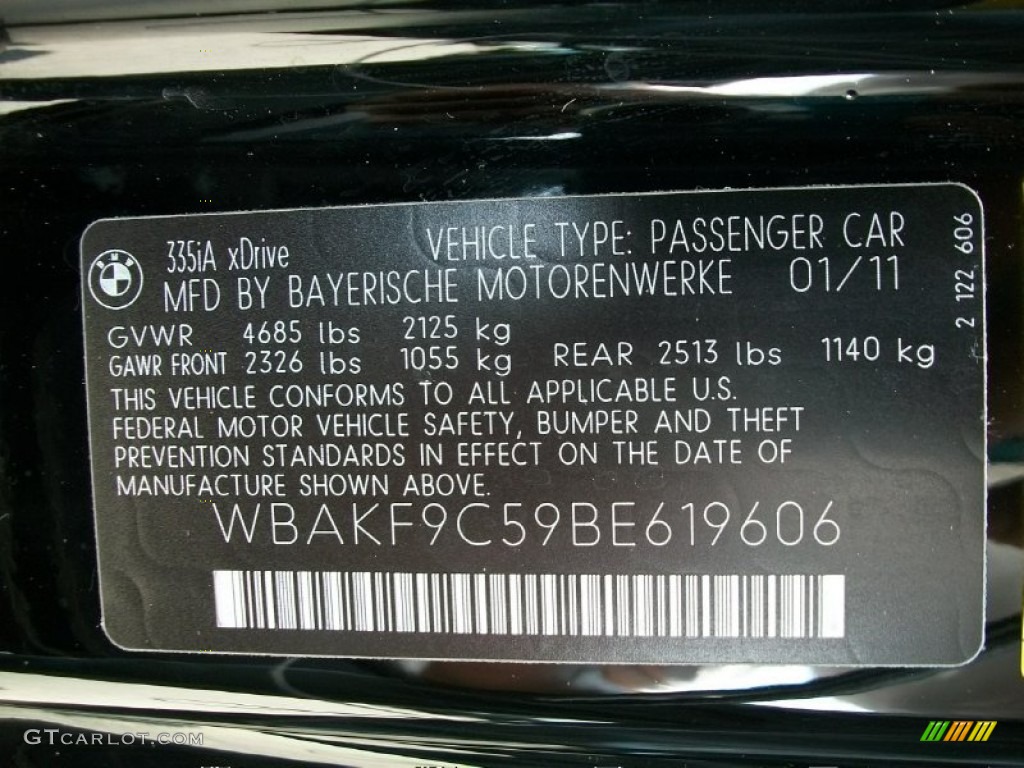 335iA xDrive VEHICLE TYPE: PASSENGER CAR
MFD BY BAYERISCHE MOTORENWERKE 01/11
GVWR 4685 lbs 2125 kg
GAWR FRONT 2326 lbs 1055 kg REAR 2513 lbs 1140 kg
THIS VEHICLE CONFORMS TO ALL APPLICABLE U.S.
FEDERAL MOTOR VEHICLE SAFETY, BUMPER AND THEFT
PREVENTION STANDARDS IN EFFECT ON THE DATE OF
MANUFACTURE SHOWN ABOVE.
WBAKF9C59BE619606
2 122 606
BMW
GTCARLOT.COM